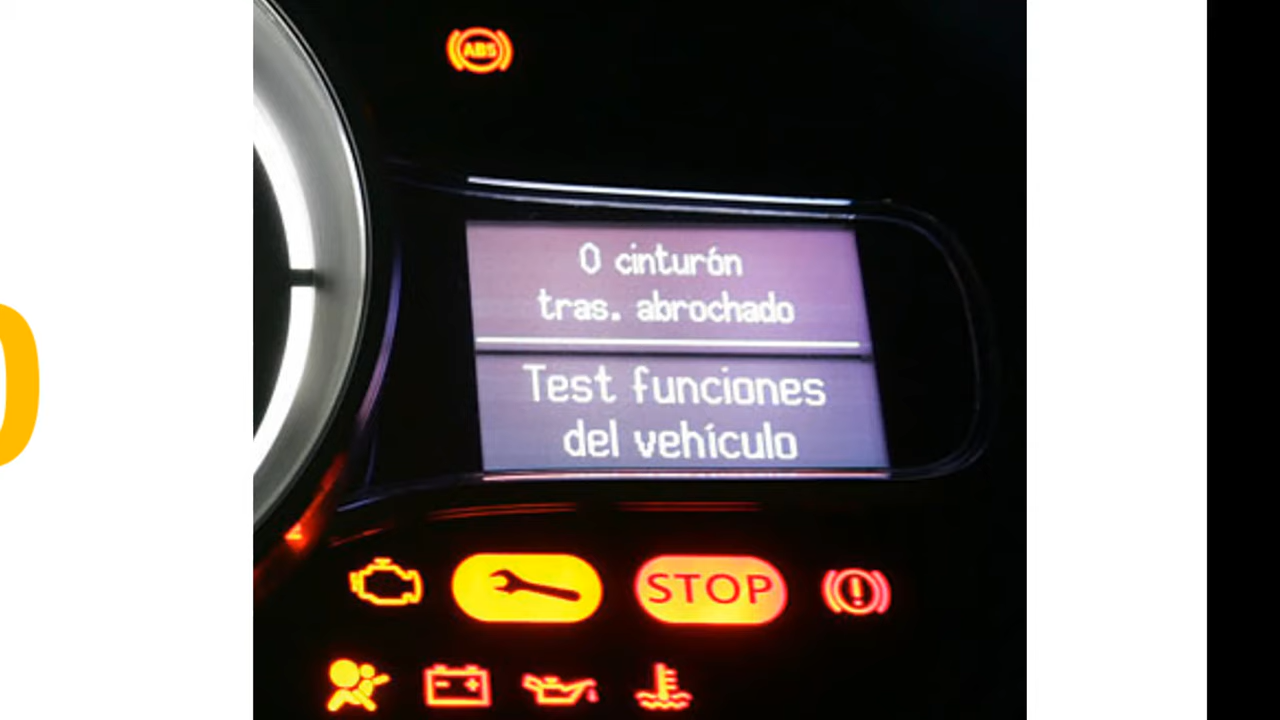 ABS
0 cinturón
tras. abrochado
Test funciones
del vehículo
STOP